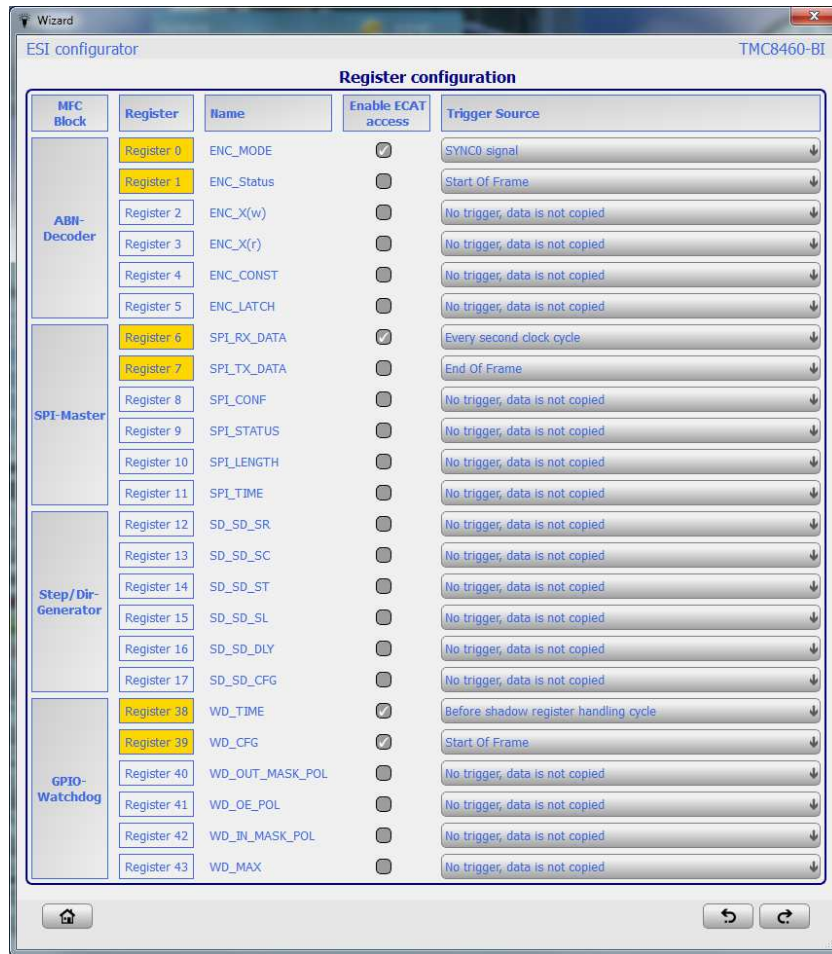 Wizard
ESI configurator TMC8460-BI
Register configuration
MFC Block Register Name Enable ECAT access Trigger Source
ABN-Decoder
Register 0 ENC_MODE SYNC0 signal
Register 1 ENC_Status Start Of Frame
Register 2 ENC_X(w) No trigger, data is not copied
Register 3 ENC_X(r) No trigger, data is not copied
Register 4 ENC_CONST No trigger, data is not copied
Register 5 ENC_LATCH No trigger, data is not copied
SPI-Master
Register 6 SPI_RX_DATA Every second clock cycle
Register 7 SPI_TX_DATA End Of Frame
Register 8 SPI_CONF No trigger, data is not copied
Register 9 SPI_STATUS No trigger, data is not copied
Register 10 SPI_LENGTH No trigger, data is not copied
Register 11 SPI_TIME No trigger, data is not copied
Step/Dir-Generator
Register 12 SD_SD_SR No trigger, data is not copied
Register 13 SD_SD_SC No trigger, data is not copied
Register 14 SD_SD_ST No trigger, data is not copied
Register 15 SD_SD_SL No trigger, data is not copied
Register 16 SD_SD_DLY No trigger, data is not copied
Register 17 SD_SD_CFG No trigger, data is not copied
GPIO-Watchdog
Register 38 WD_TIME Before shadow register handling cycle
Register 39 WD_CFG Start Of Frame
Register 40 WD_OUT_MASK_POL No trigger, data is not copied
Register 41 WD_OE_POL No trigger, data is not copied
Register 42 WD_IN_MASK_POL No trigger, data is not copied
Register 43 WD_MAX No trigger, data is not copied